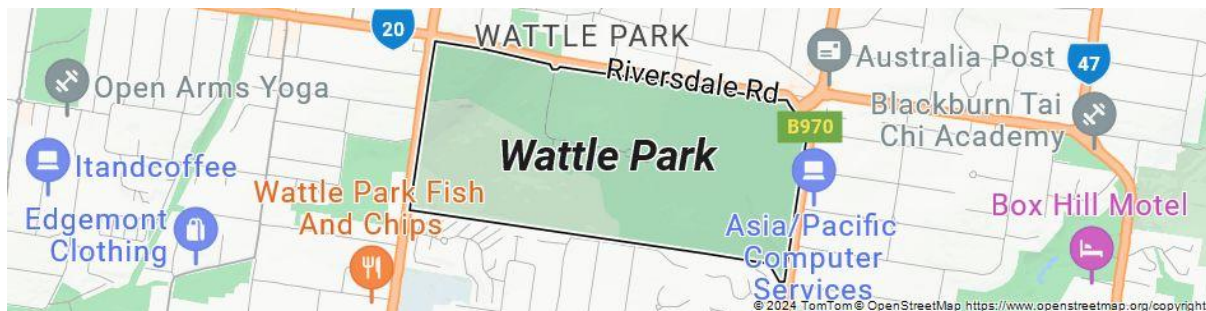 20
WATTLE PARK
Riversdale Rd
Australia Post
47
Open Arms Yoga
Blackburn Tai
Chi Academy
B970
Wattle Park
Itandcoffee
Wattle Park Fish
And Chips
Edgemont
Clothing
Box Hill Motel
Asia/Pacific
Computer
Services
© 2024 TomTom © OpenStreetMap https://www.openstreetmap.org/copyright